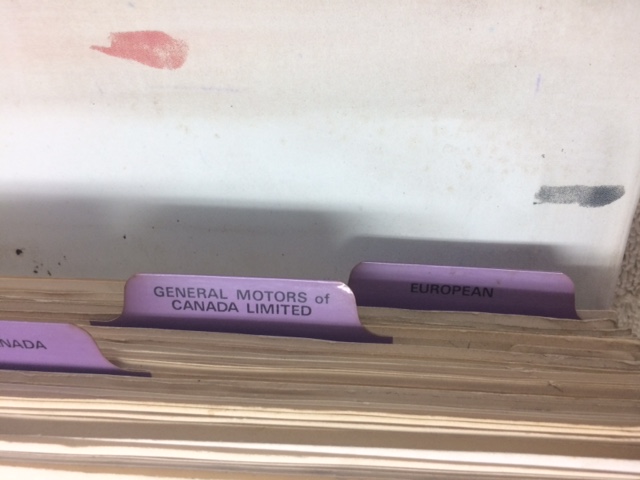 GENERAL MOTORS of
CANADA LIMITED
EUROPEAN
NADA